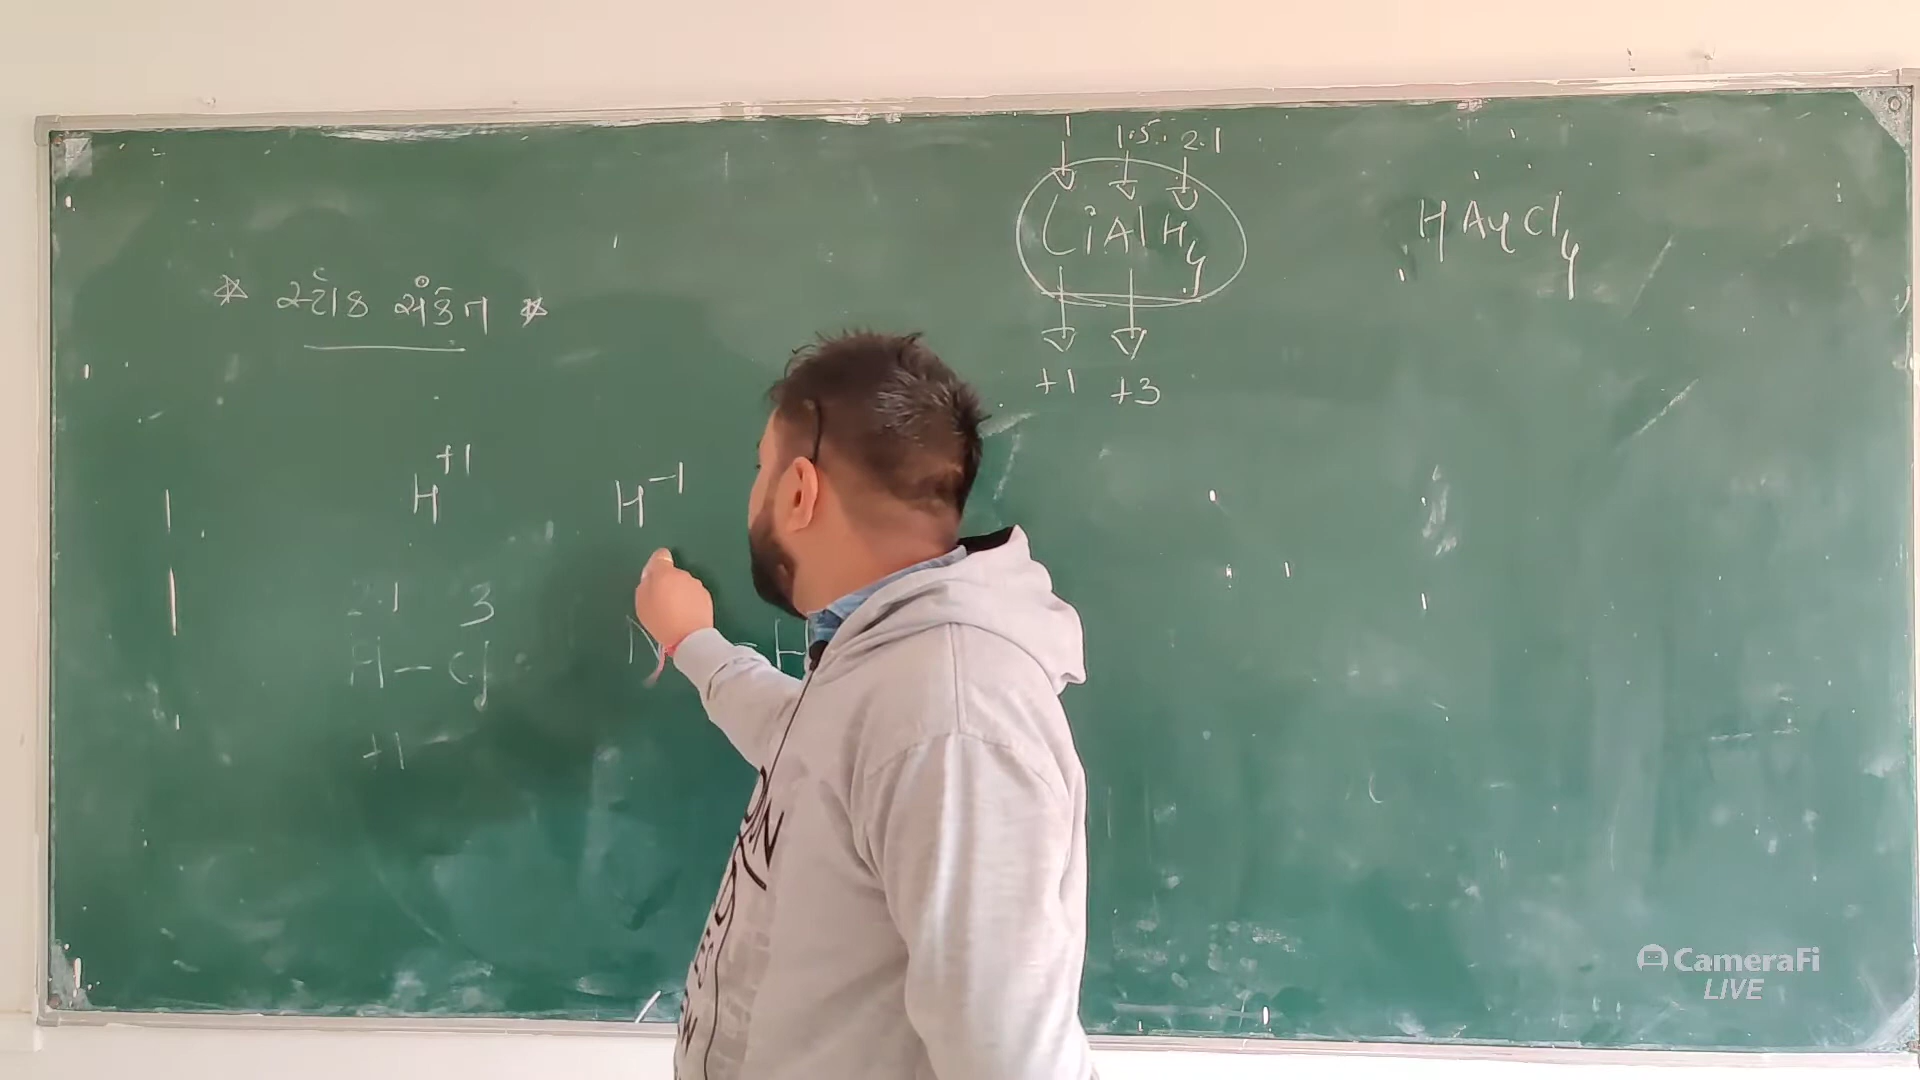 1 1.5. 2.1
LiAlH4
HAuCl4
* સ્ટોક સંકેત *
+1 +3
H+1 H-1
2.1 3
H-Cl
N H
+1
CameraFi
LIVE